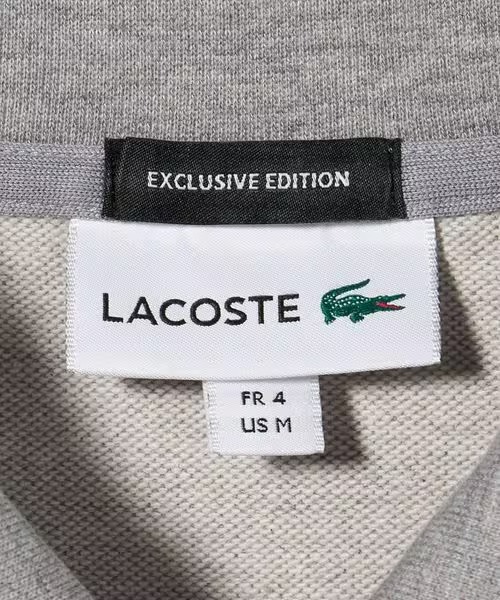 EXCLUSIVE EDITION
LACOSTE
FR 4
US M